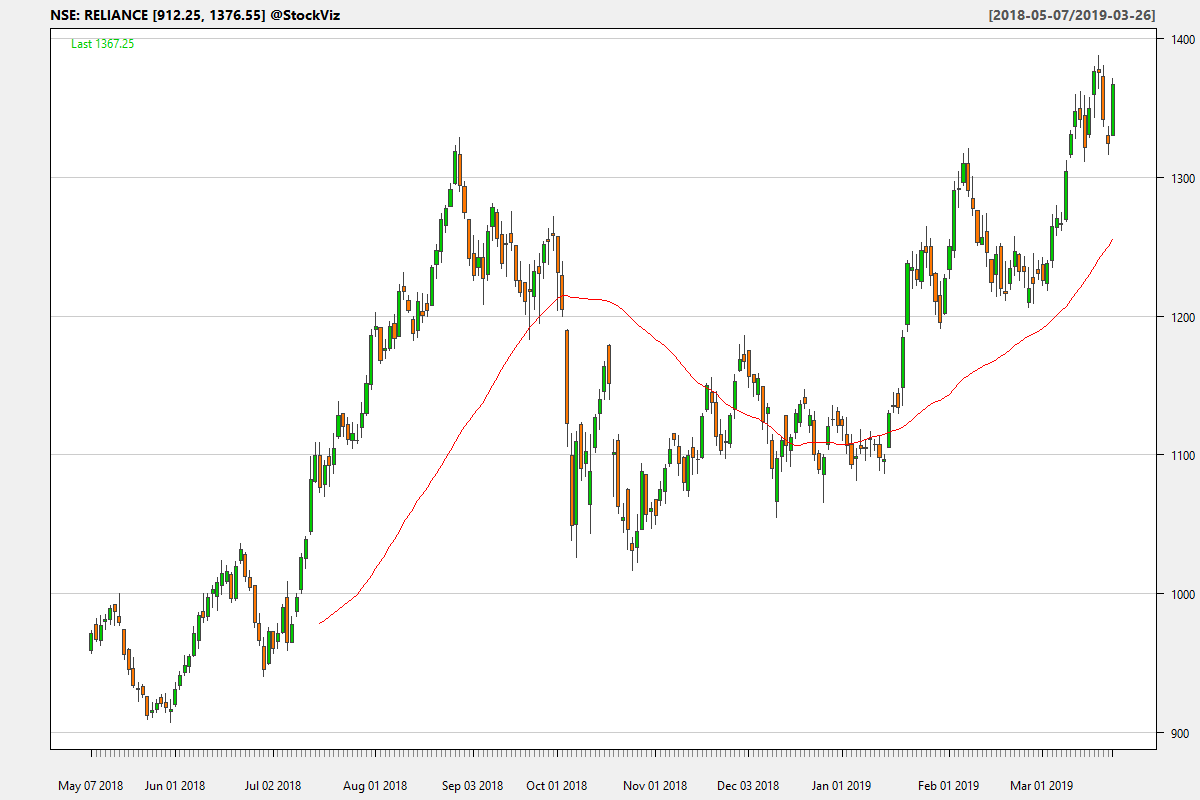 NSE: RELIANCE [912.25, 1376.55] @StockViz
[2018-05-07/2019-03-26]
Last 1367.25
1400
1300
1200
1100
1000
900
May 07 2018 Jun 01 2018 Jul 02 2018 Aug 01 2018 Sep 03 2018 Oct 01 2018 Nov 01 2018 Dec 03 2018 Jan 01 2019 Feb 01 2019 Mar 01 2019